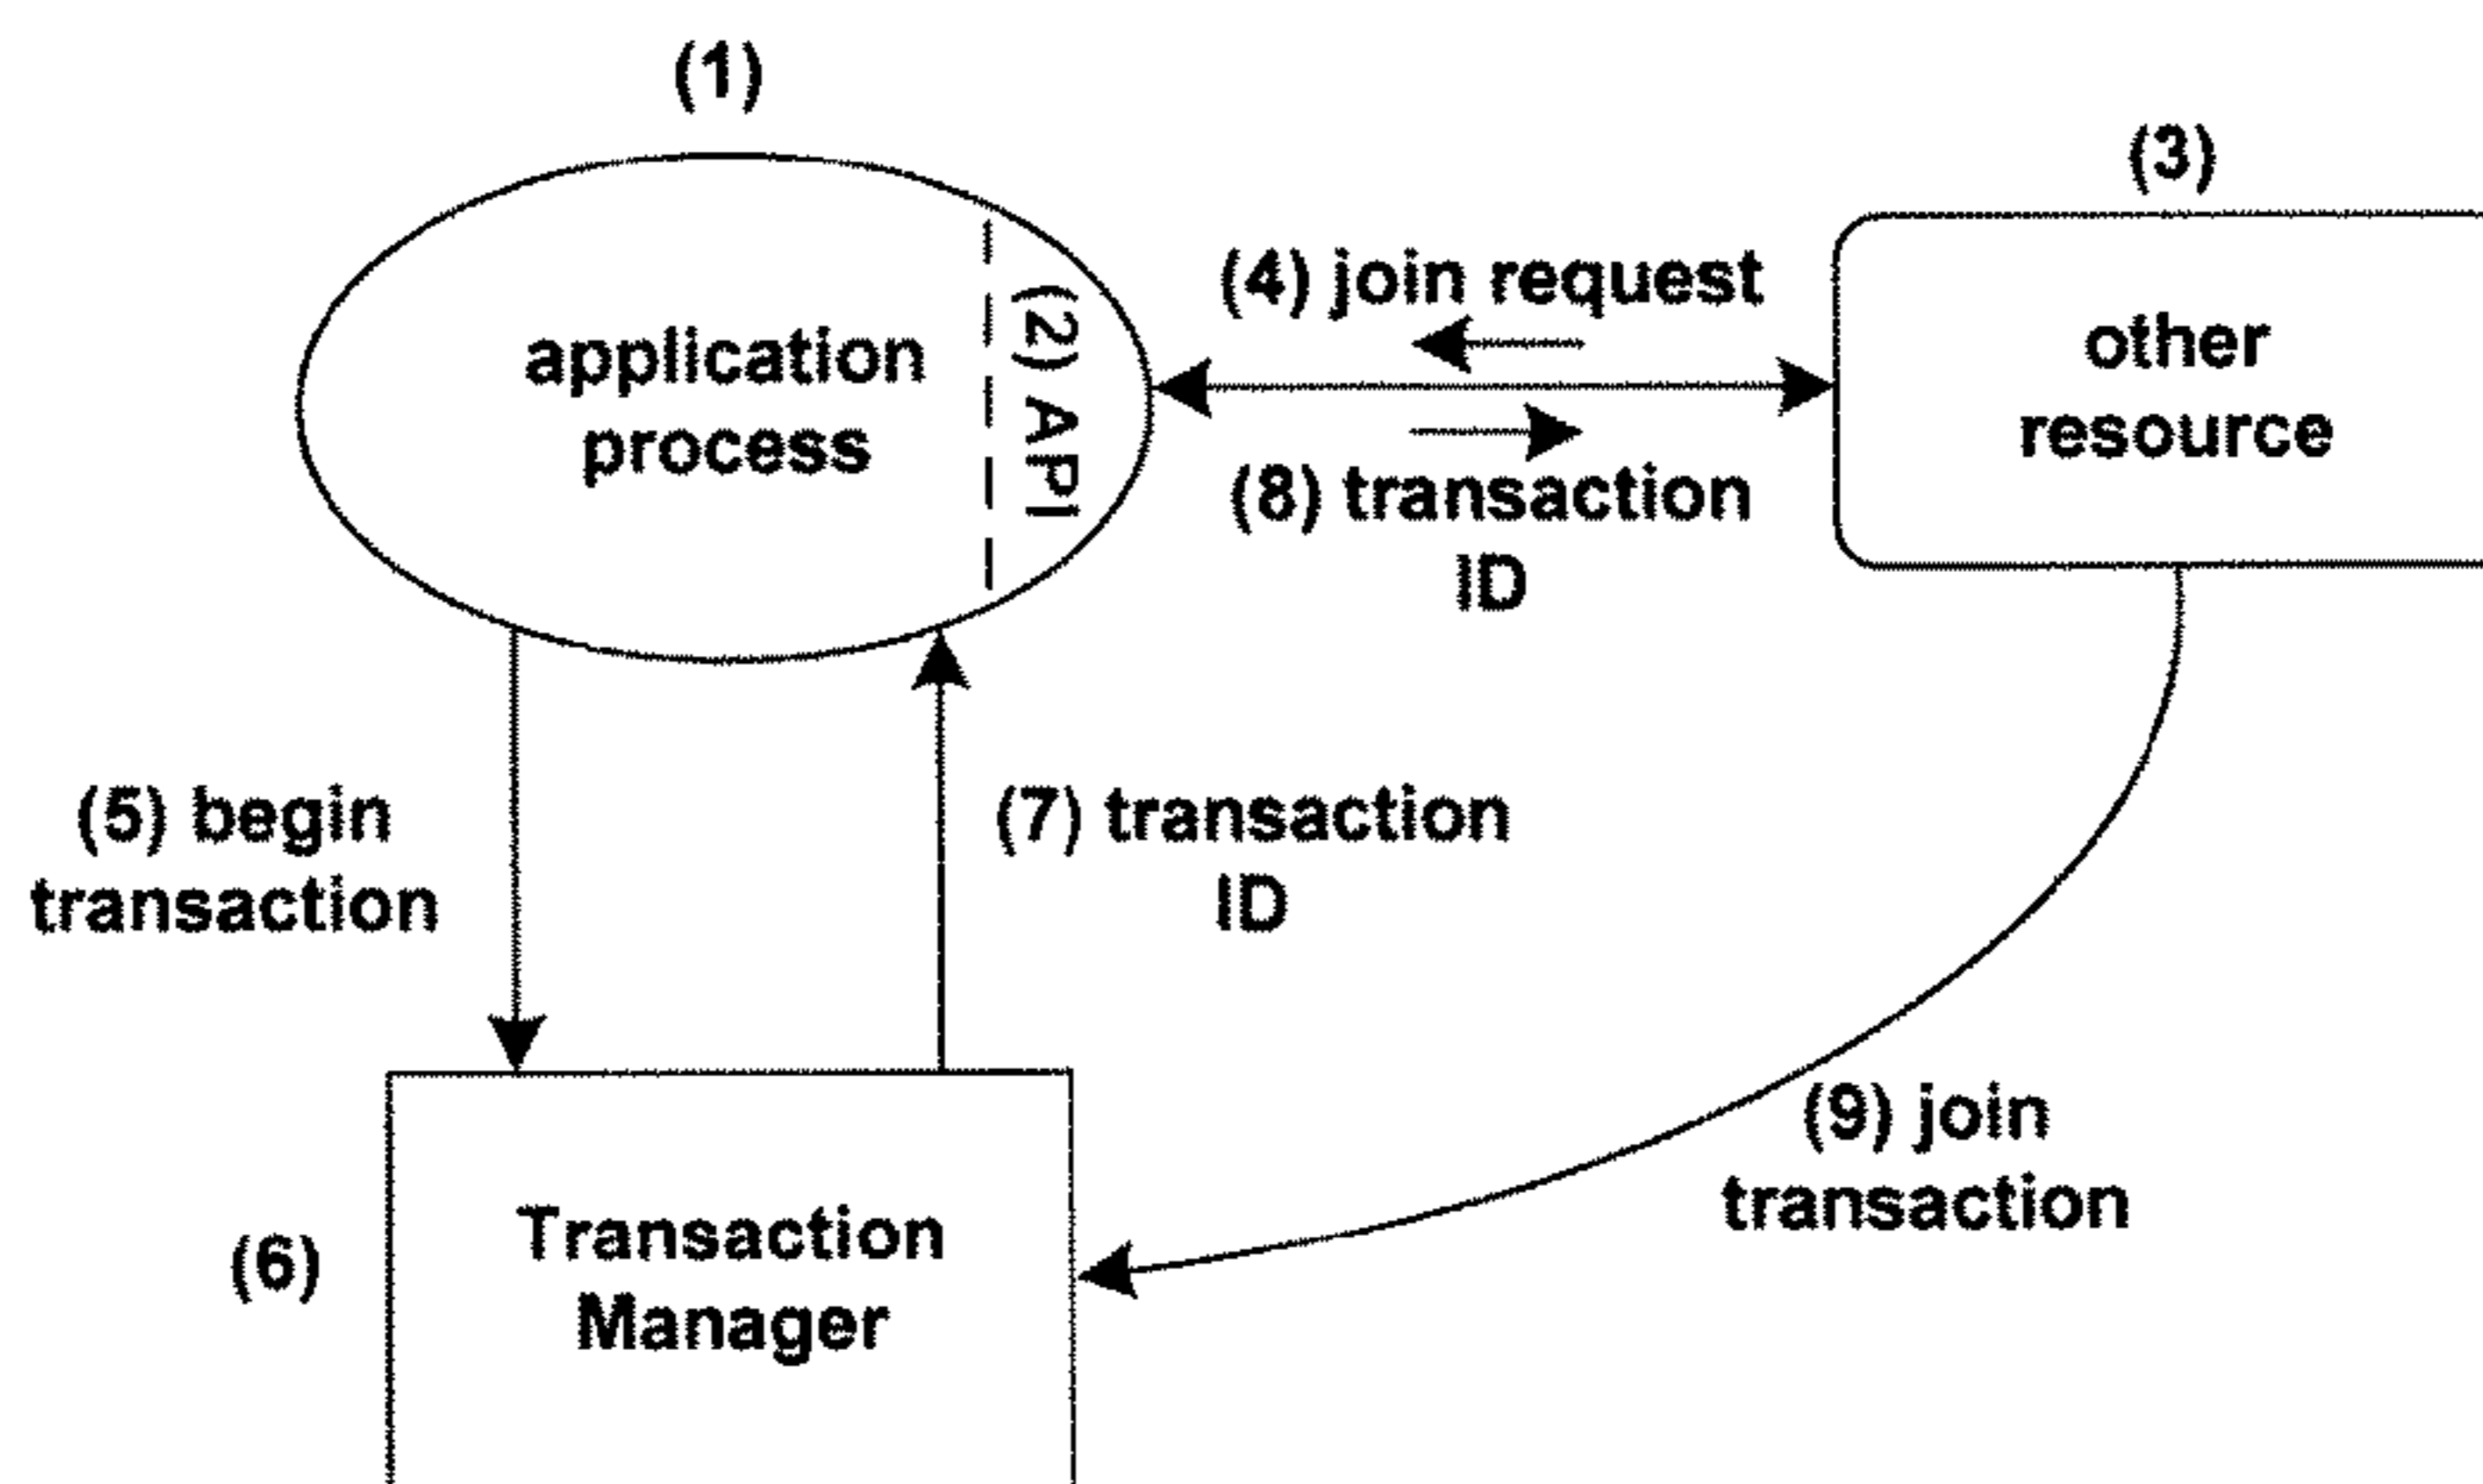 (1)
(3)
application
process
(2) API
(4) join request
other
resource
(8) transaction
ID
(5) begin
transaction
(7) transaction
ID
(9) join
transaction
(6)
Transaction
Manager